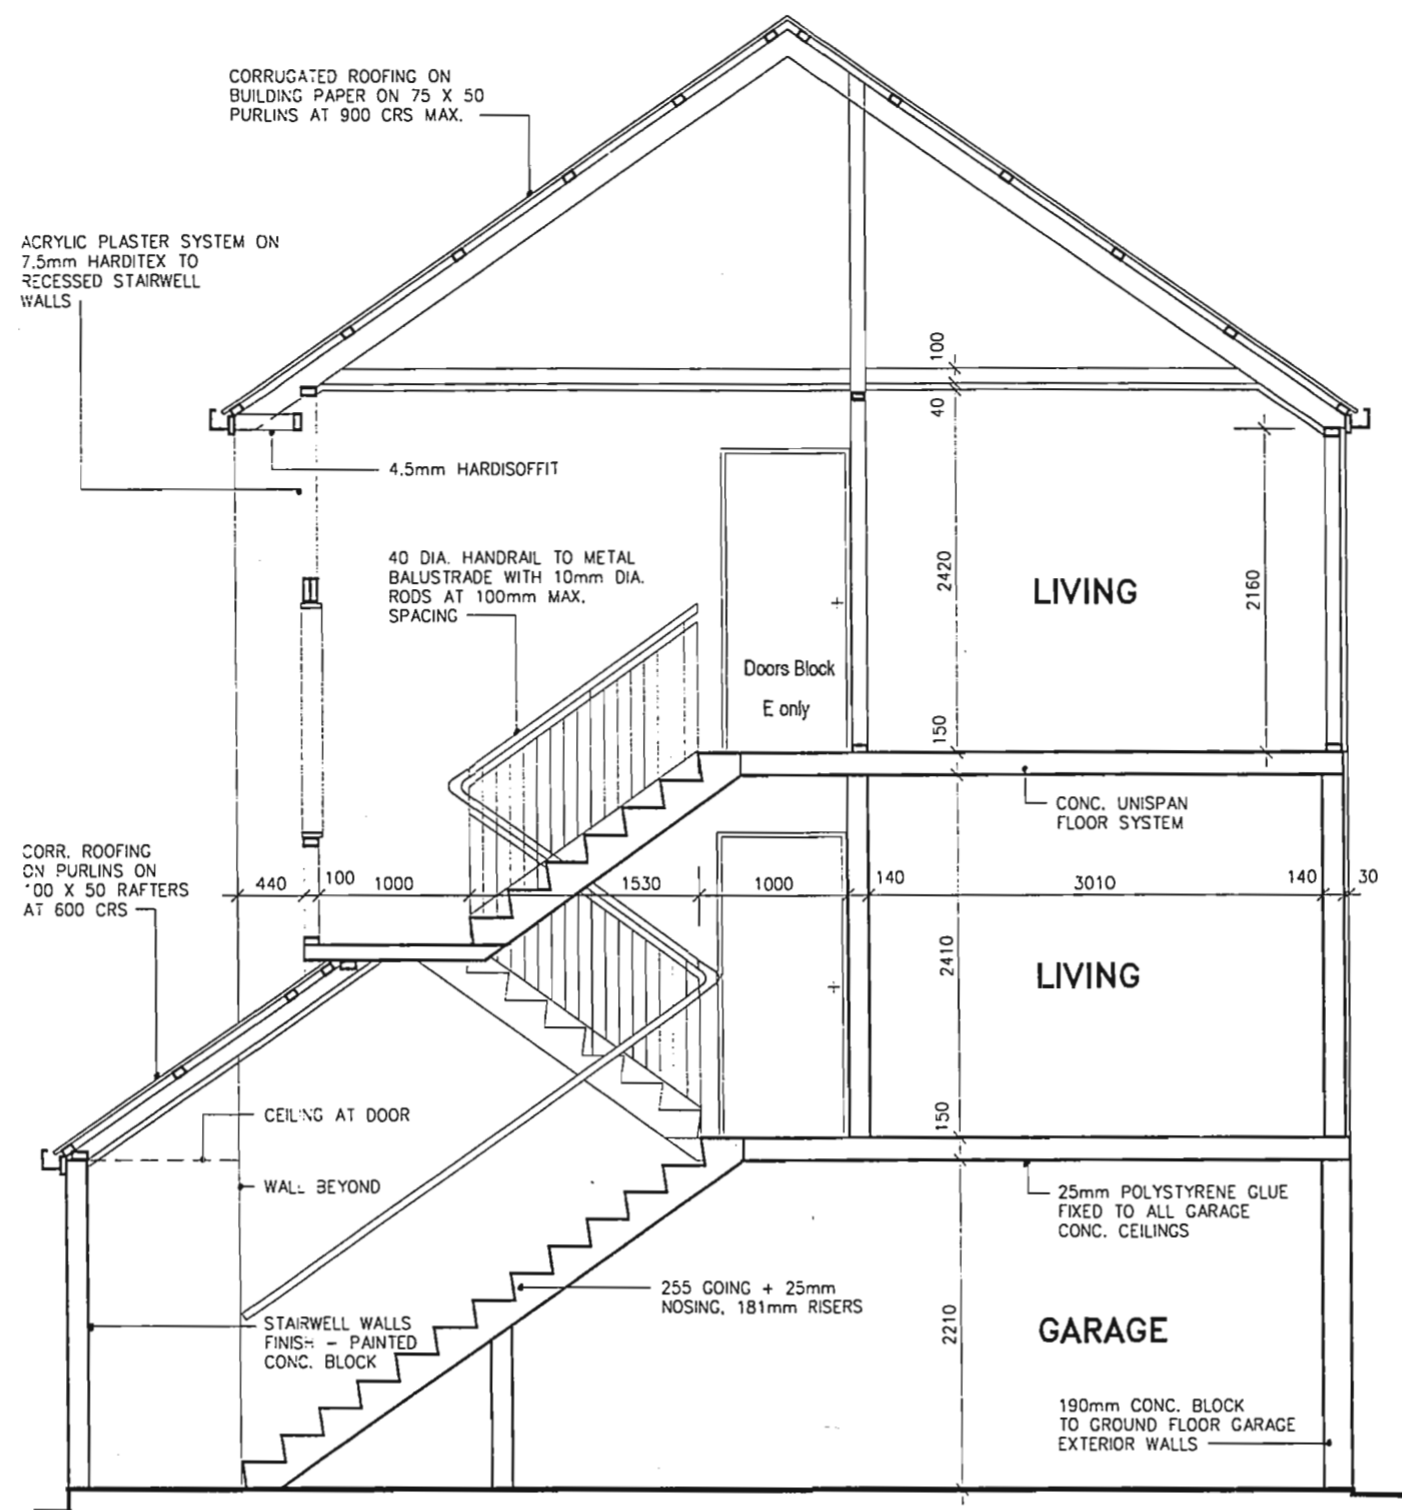 CORRUGATED ROOFING ON
BUILDING PAPER ON 75 X 50
PURLINS AT 900 CRS MAX.
ACRYLIC PLASTER SYSTEM ON
7.5mm HARDITEX TO
RECESSED STAIRWELL
WALLS
100
40
4.5mm HARDISOFFIT
40 DIA. HANDRAIL TO METAL
BALUSTRADE WITH 10mm DIA.
RODS AT 100mm MAX.
SPACING
2420
LIVING
2160
Doors Block
E only
150
CONC. UNISPAN
FLOOR SYSTEM
CORR. ROOFING
ON PURLINS ON
100 X 50 RAFTERS
AT 600 CRS
440
100
1000
1530
1000
140
3010
140
30
2410
LIVING
CEILING AT DOOR
150
WALL BEYOND
25mm POLYSTYRENE GLUE
FIXED TO ALL GARAGE
CONC. CEILINGS
255 GOING + 25mm
NOSING, 181mm RISERS
STAIRWELL WALLS
FINISH - PAINTED
CONC. BLOCK
2210
GARAGE
190mm CONC. BLOCK
TO GROUND FLOOR GARAGE
EXTERIOR WALLS